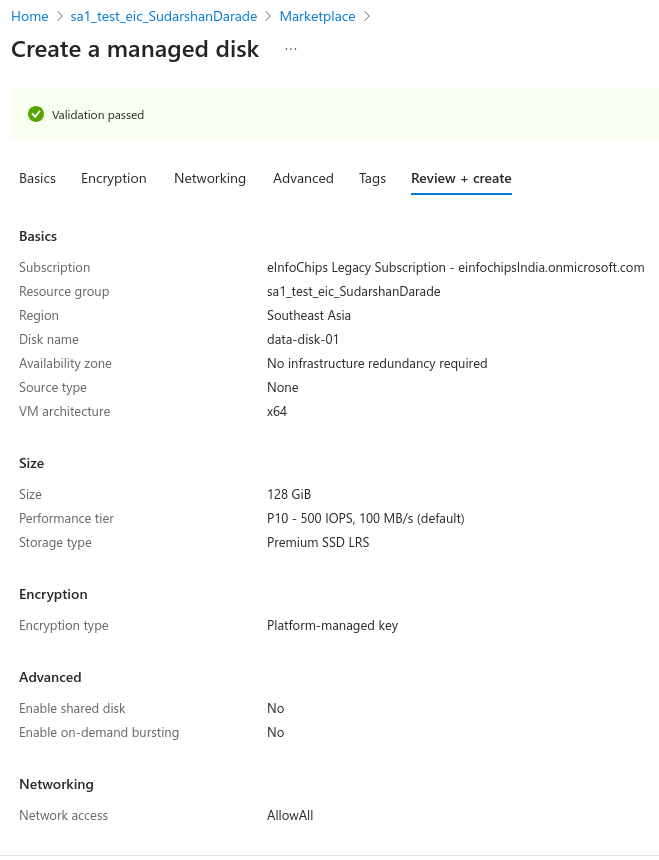 Home > sa1_test_eic_SudarshanDarade > Marketplace >
Create a managed disk ...
Validation passed
Basics Encryption Networking Advanced Tags Review + create
Basics
Subscription eInfoChips Legacy Subscription - einfochipsIndia.onmicrosoft.com
Resource group sa1_test_eic_SudarshanDarade
Region Southeast Asia
Disk name data-disk-01
Availability zone No infrastructure redundancy required
Source type None
VM architecture x64
Size
Size 128 GiB
Performance tier P10 - 500 IOPS, 100 MB/s (default)
Storage type Premium SSD LRS
Encryption
Encryption type Platform-managed key
Advanced
Enable shared disk No
Enable on-demand bursting No
Networking
Network access AllowAll